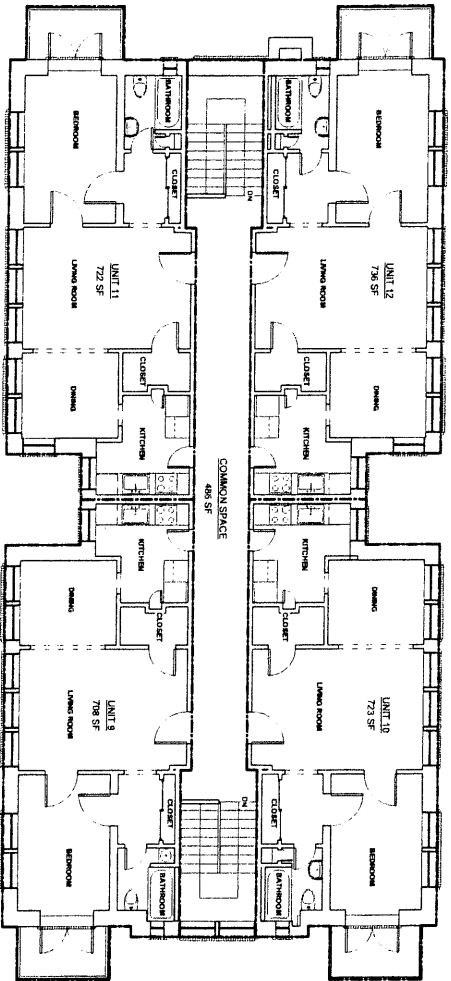 BEDROOM
BATHROOM
CLOSET
DN
UNIT 11
722 SF
LIVING ROOM
DINING
CLOSET
KITCHEN
BATHROOM
BEDROOM
CLOSET
UNIT 12
736 SF
LIVING ROOM
DINING
CLOSET
KITCHEN
COMMON SPACE
486 SF
KITCHEN
DINING
CLOSET
UNIT 9
708 SF
LIVING ROOM
CLOSET
BEDROOM
BATHROOM
KITCHEN
DINING
CLOSET
UNIT 10
723 SF
LIVING ROOM
DN
CLOSET
BEDROOM
BATHROOM